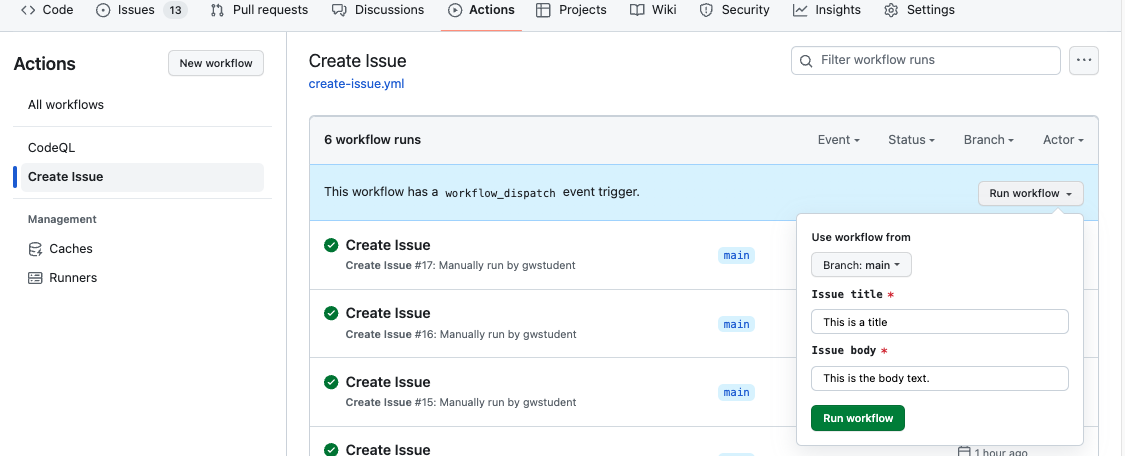 Code Issues 13 Pull requests Discussions Actions Projects Wiki Security Insights Settings
Actions
New workflow
All workflows
CodeQL
Create Issue
Management
Caches
Runners
Create Issue
create-issue.yml
Filter workflow runs
6 workflow runs
Event Status Branch Actor
This workflow has a workflow_dispatch event trigger.
Run workflow
Create Issue
Create Issue #17: Manually run by gwstudent
main
Create Issue
Create Issue #16: Manually run by gwstudent
main
Create Issue
Create Issue #15: Manually run by gwstudent
main
Create Issue
1 hour ago
Use workflow from
Branch: main
Issue title *
This is a title
Issue body *
This is the body text.
Run workflow